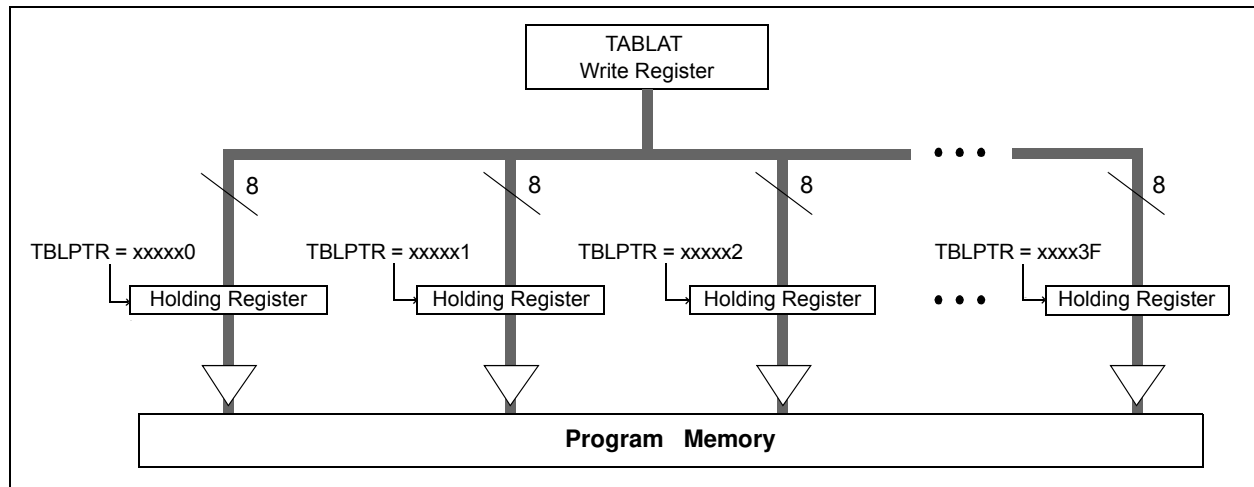 TABLAT
Write Register
8
8
8
8
TBLPTR = xxxxx0
TBLPTR = xxxxx1
TBLPTR = xxxxx2
TBLPTR = xxxx3F
Holding Register
Holding Register
Holding Register
Holding Register
Program Memory